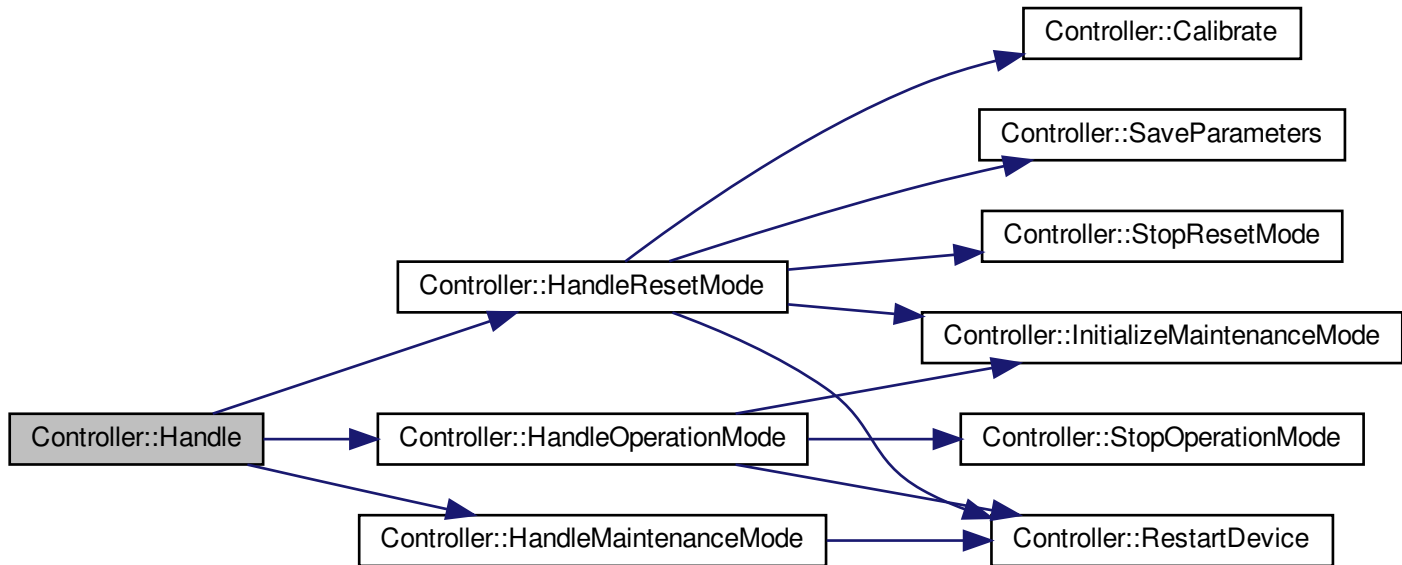 Controller::Calibrate
Controller::SaveParameters
Controller::StopResetMode
Controller::HandleResetMode
Controller::InitializeMaintenanceMode
Controller::Handle
Controller::HandleOperationMode
Controller::StopOperationMode
Controller::HandleMaintenanceMode
Controller::RestartDevice